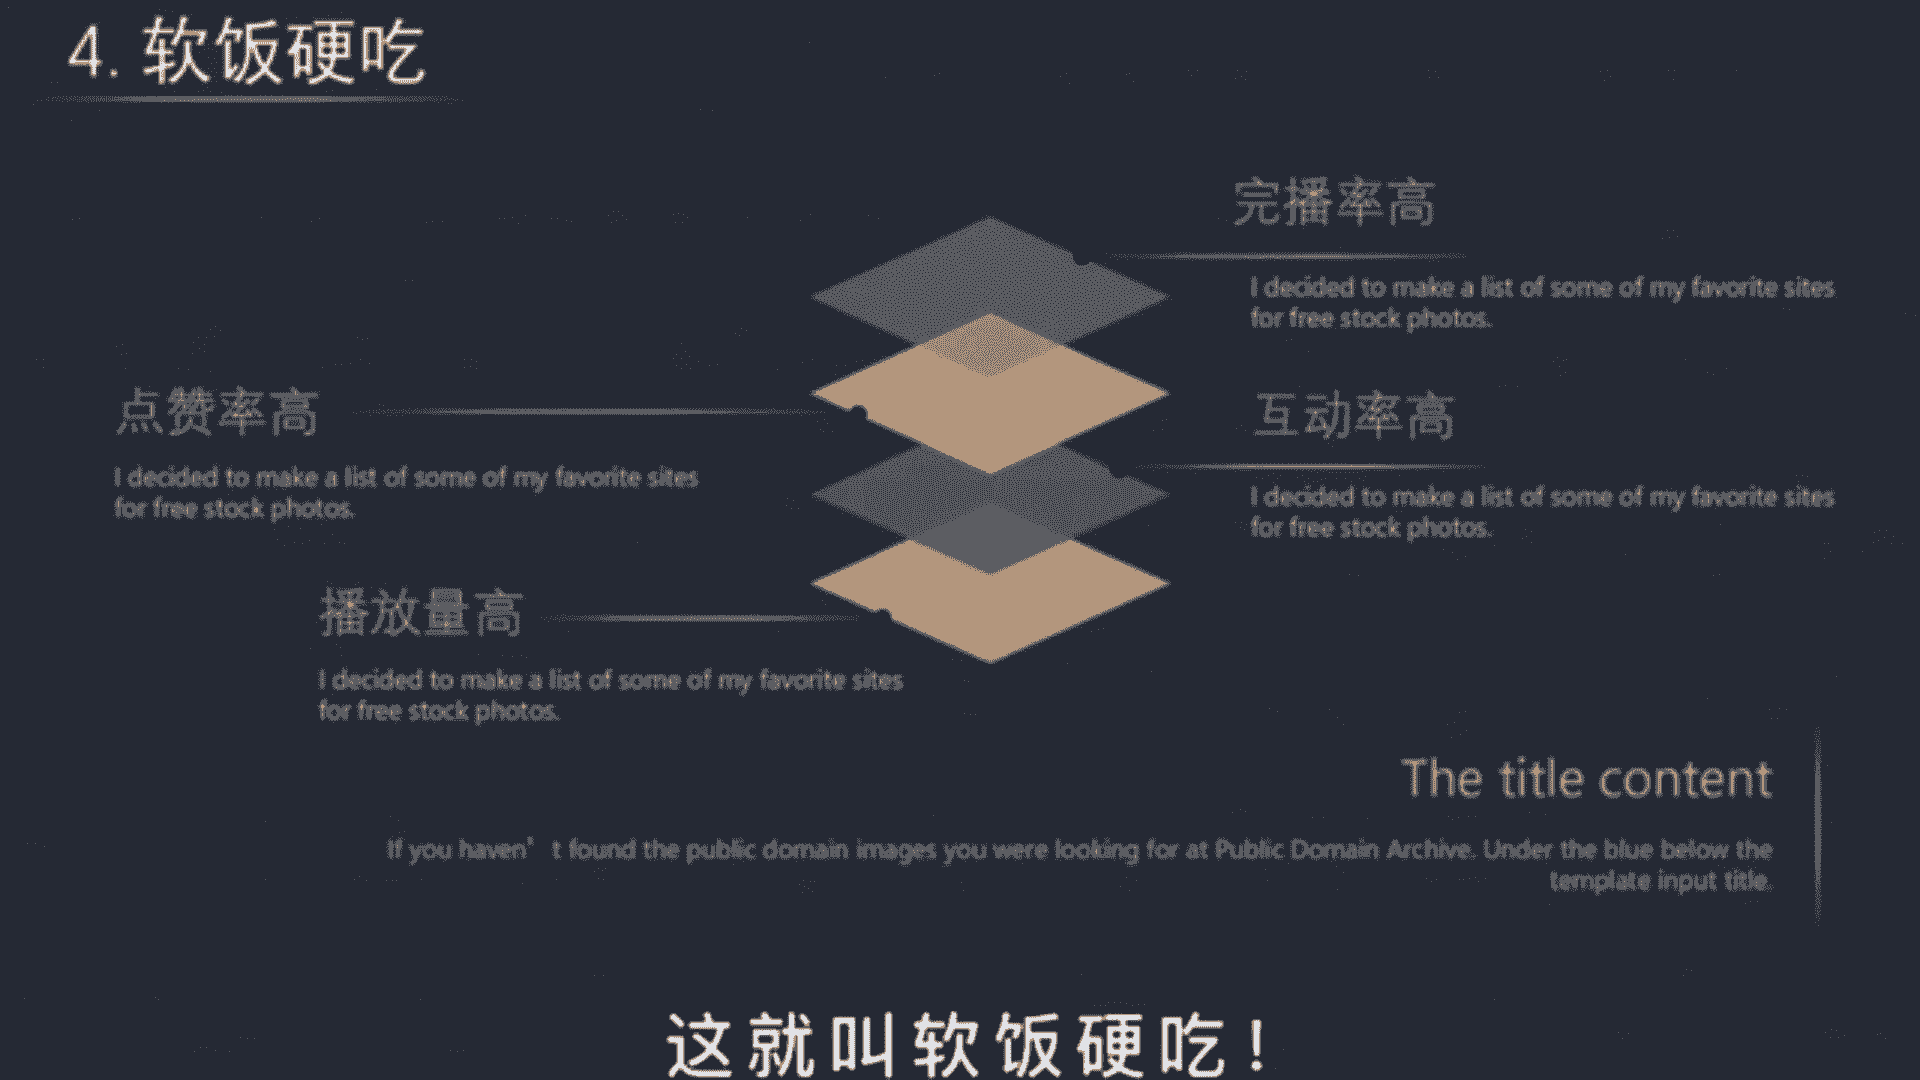 4. 软饭硬吃
完播率高
I decided to make a list of some of my favorite sites
for free stock photos.
点赞率高
I decided to make a list of some of my favorite sites
for free stock photos.
互动率高
I decided to make a list of some of my favorite sites
for free stock photos.
播放量高
I decided to make a list of some of my favorite sites
for free stock photos.
The title content
If you haven’t found the public domain images you were looking for at Public Domain Archive. Under the blue below the
template input title.
这就叫软饭硬吃！